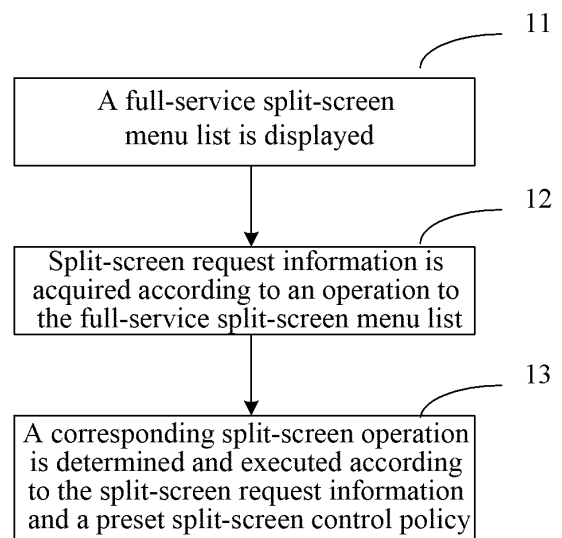 11
A full-service split-screen
menu list is displayed
12
Split-screen request information is
acquired according to an operation to
the full-service split-screen menu list
13
A corresponding split-screen operation
is determined and executed according
to the split-screen request information
and a preset split-screen control policy